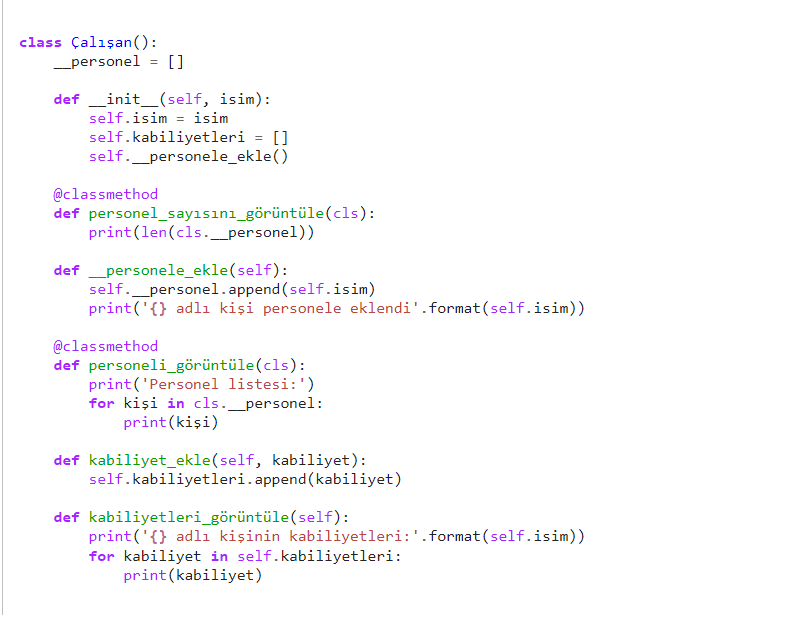 class Çalışan():
    __personel = []

    def __init__(self, isim):
        self.isim = isim
        self.kabiliyetleri = []
        self.__personele_ekle()

    @classmethod
    def personel_sayısını_görüntüle(cls):
        print(len(cls.__personel))

    def __personele_ekle(self):
        self.__personel.append(self.isim)
        print('{} adlı kişi personele eklendi'.format(self.isim))

    @classmethod
    def personeli_görüntüle(cls):
        print('Personel listesi:')
        for kişi in cls.__personel:
            print(kişi)

    def kabiliyet_ekle(self, kabiliyet):
        self.kabiliyetleri.append(kabiliyet)

    def kabiliyetleri_görüntüle(self):
        print('{} adlı kişinin kabiliyetleri:'.format(self.isim))
        for kabiliyet in self.kabiliyetleri:
            print(kabiliyet)